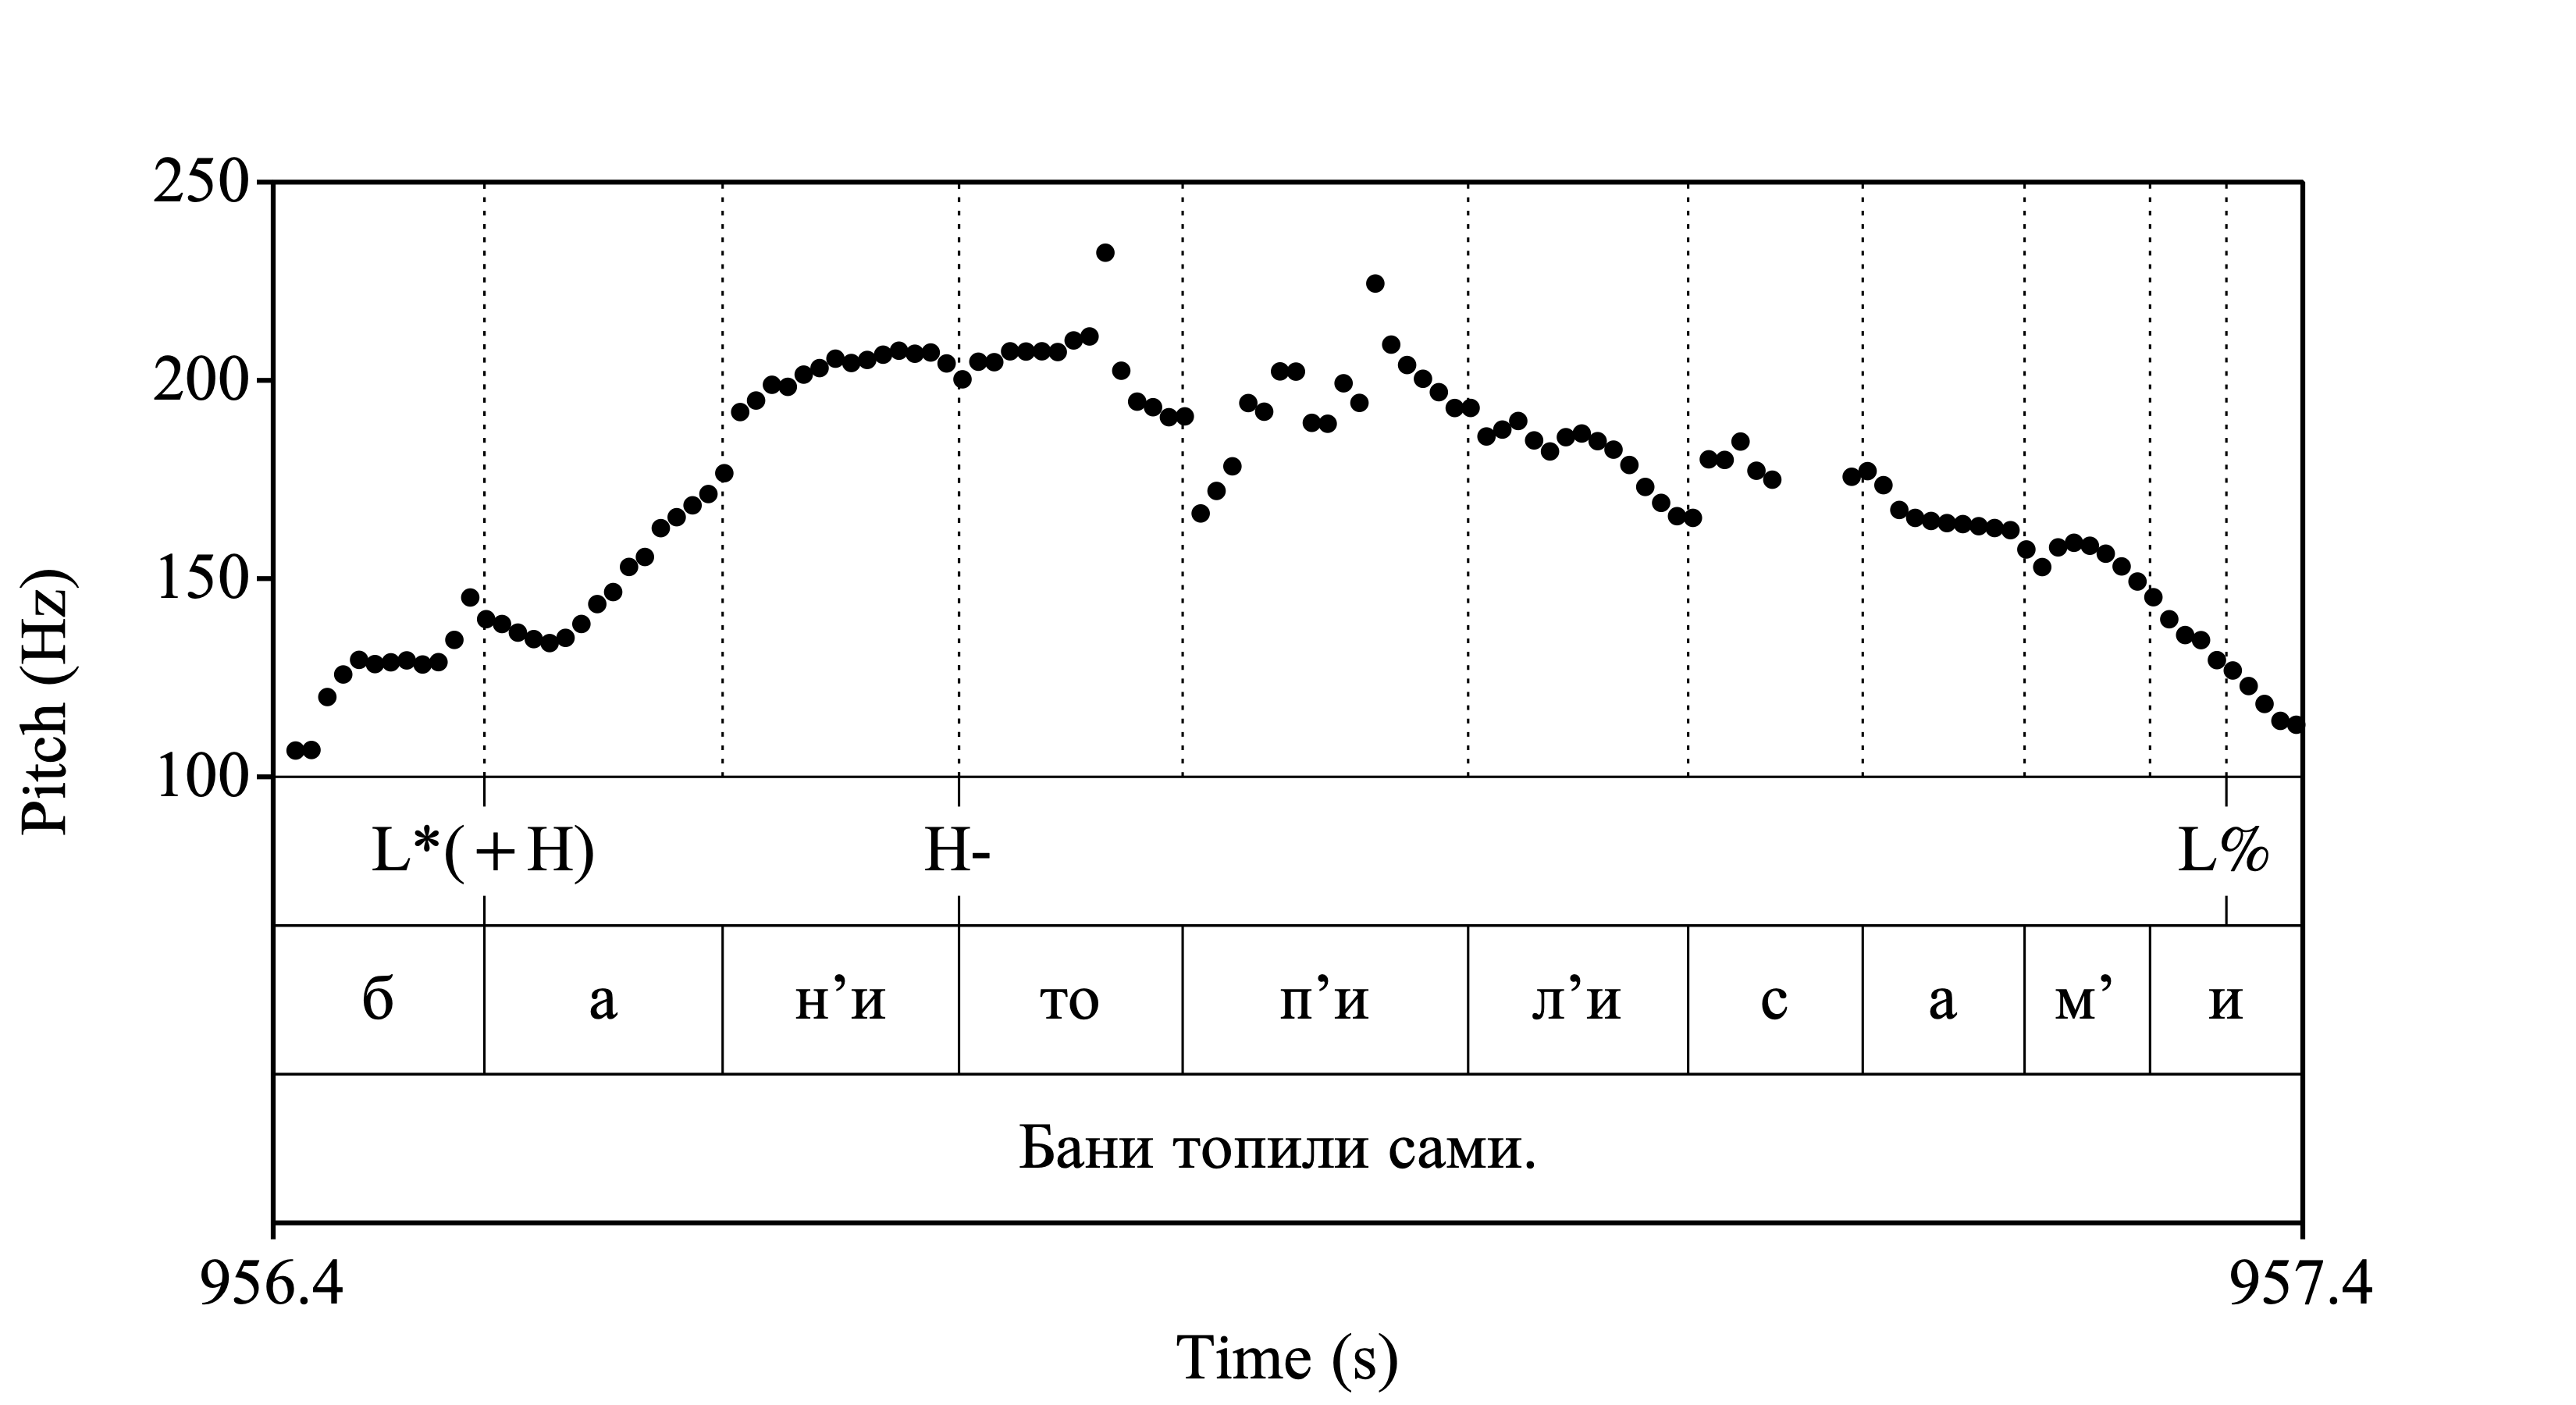 250
200
150
100
Pitch (Hz)
L*(+H) H- L%
б а н’и то п’и л’и с а м’ и
Бани топили сами.
956.4 957.4
Time (s)